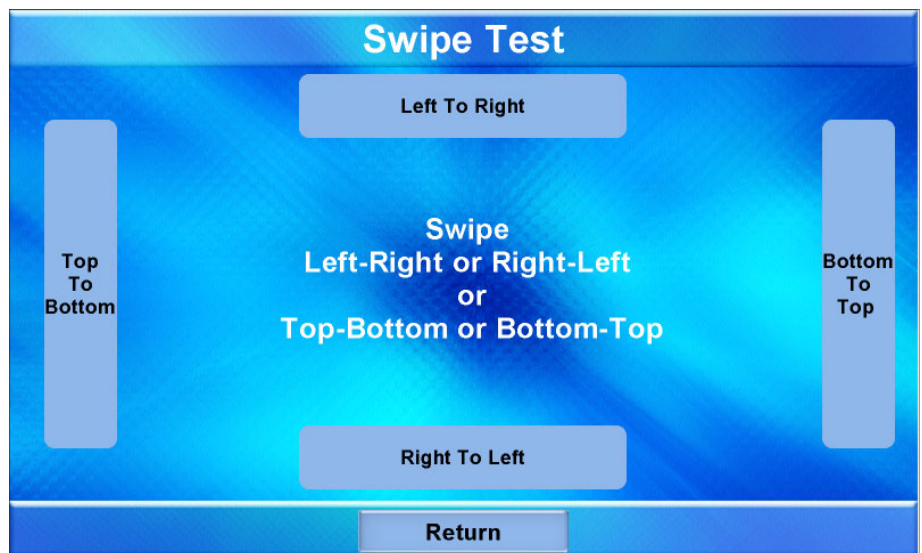 Swipe Test
Left To Right
Top
To
Bottom
Swipe
Left-Right or Right-Left
or
Top-Bottom or Bottom-Top
Bottom
To
Top
Right To Left
Return